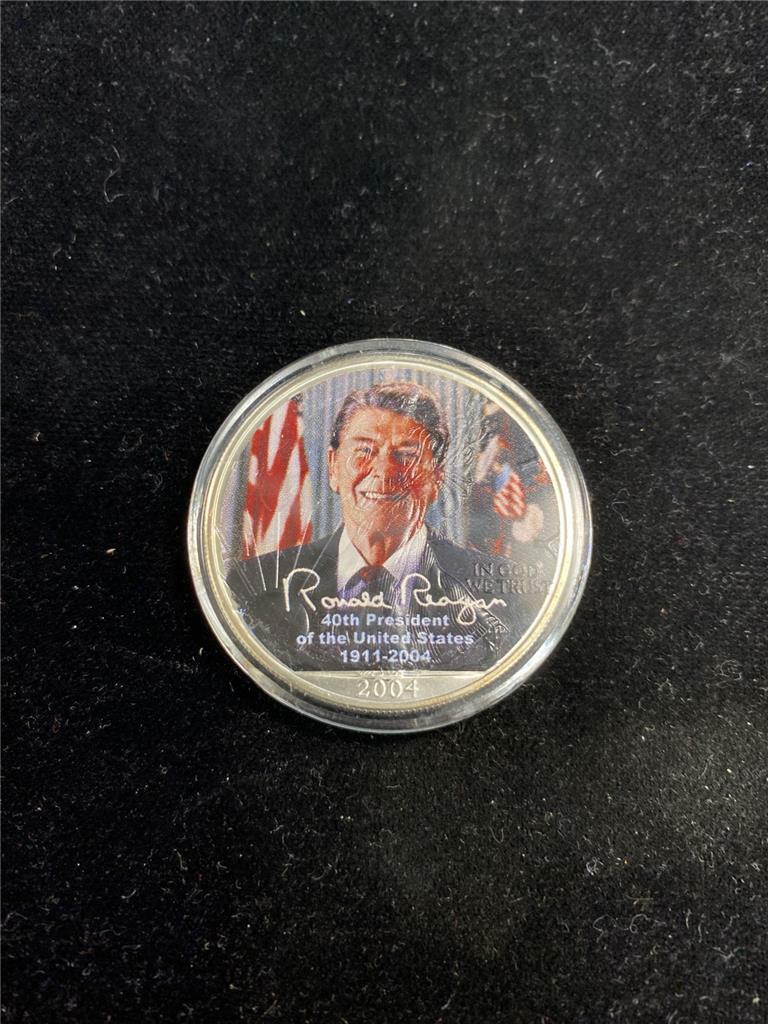 IN GOD
WE TRUST
Ronald Reagan
40th President
of the United States
1911-2004
2004